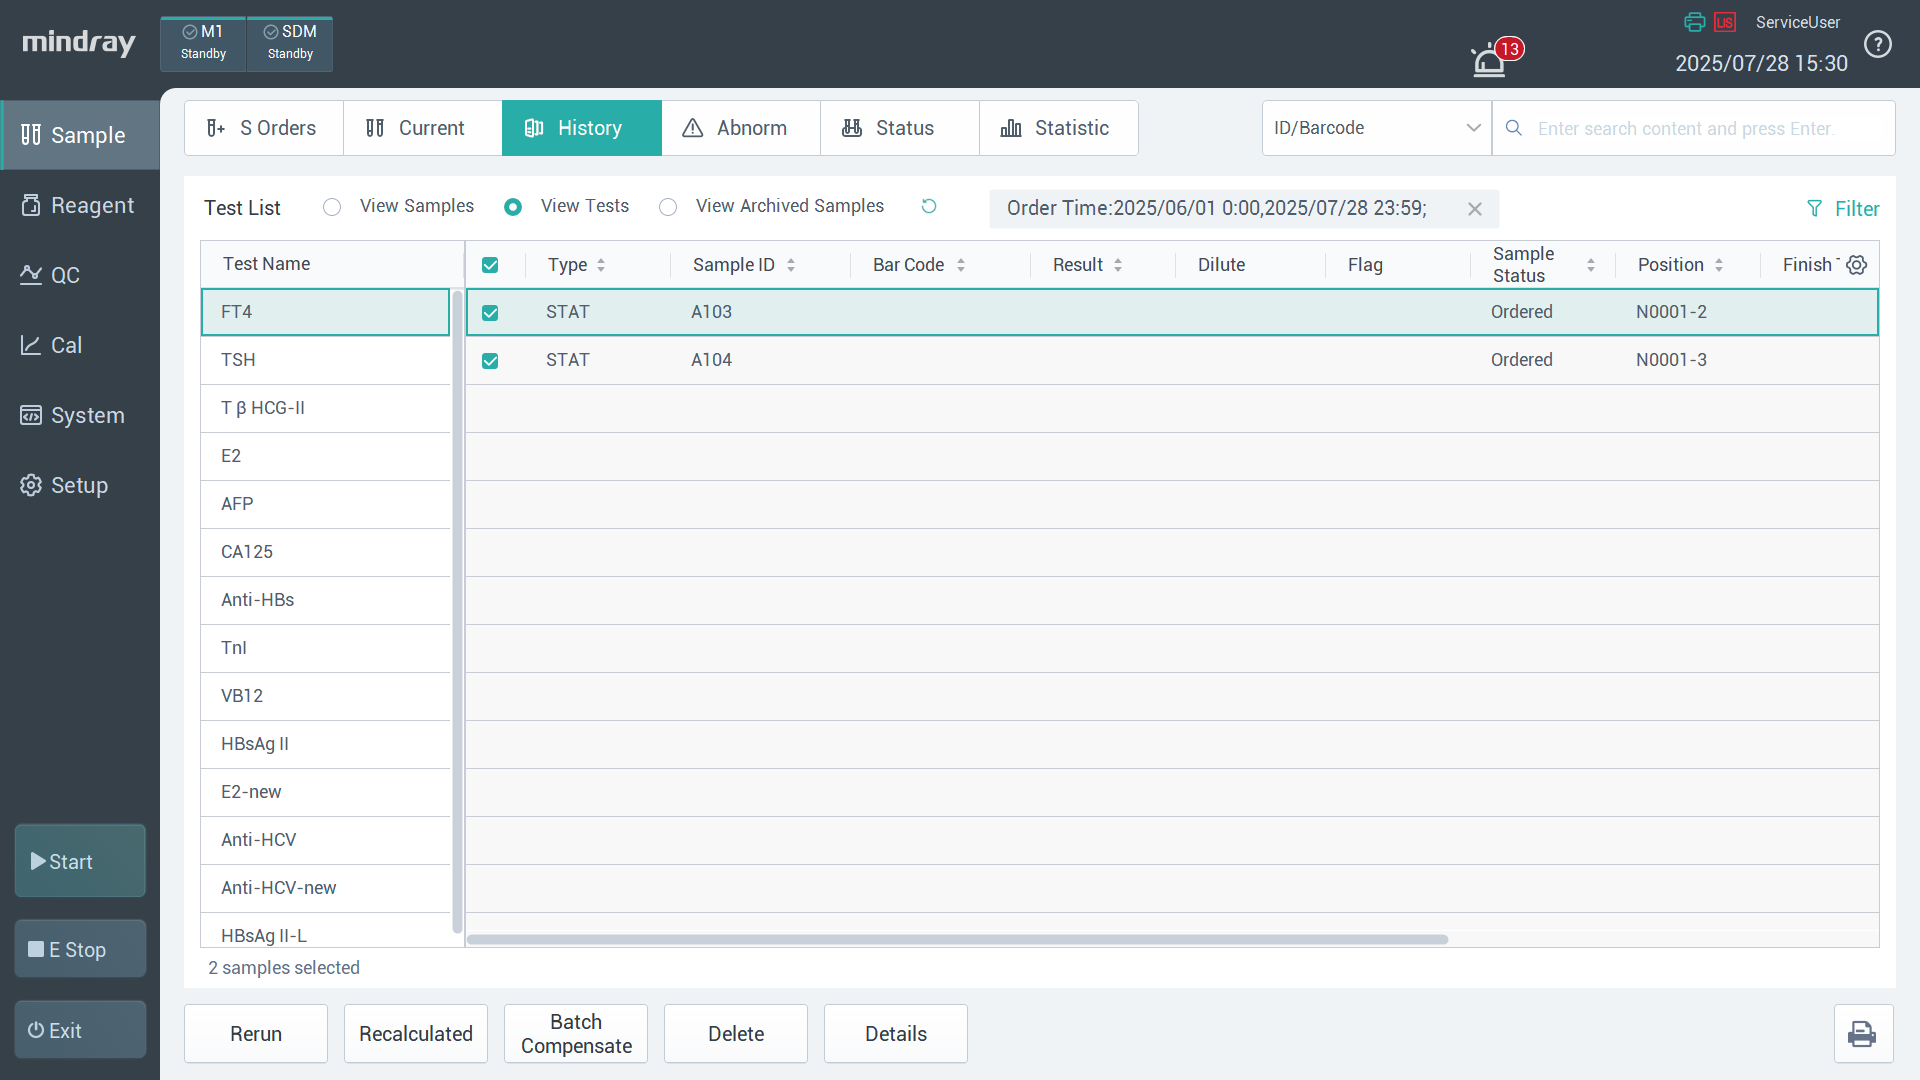 mindray
M1
Standby
SDM
Standby
13
LIS
ServiceUser
2025/07/28 15:30
Sample
Reagent
QC
Cal
System
Setup
Start
E Stop
Exit
S Orders
Current
History
Abnorm
Status
Statistic
ID/Barcode
Enter search content and press Enter.
Test List
View Samples
View Tests
View Archived Samples
Order Time:2025/06/01 0:00,2025/07/28 23:59;
Filter
Test Name
Type
Sample ID
Bar Code
Result
Dilute
Flag
Sample Status
Position
Finish
FT4
STAT A103 Ordered N0001-2
TSH
STAT A104 Ordered N0001-3
T β HCG-II
E2
AFP
CA125
Anti-HBs
TnI
VB12
HBsAg II
E2-new
Anti-HCV
Anti-HCV-new
HBsAg II-L
2 samples selected
Rerun
Recalculated
Batch
Compensate
Delete
Details